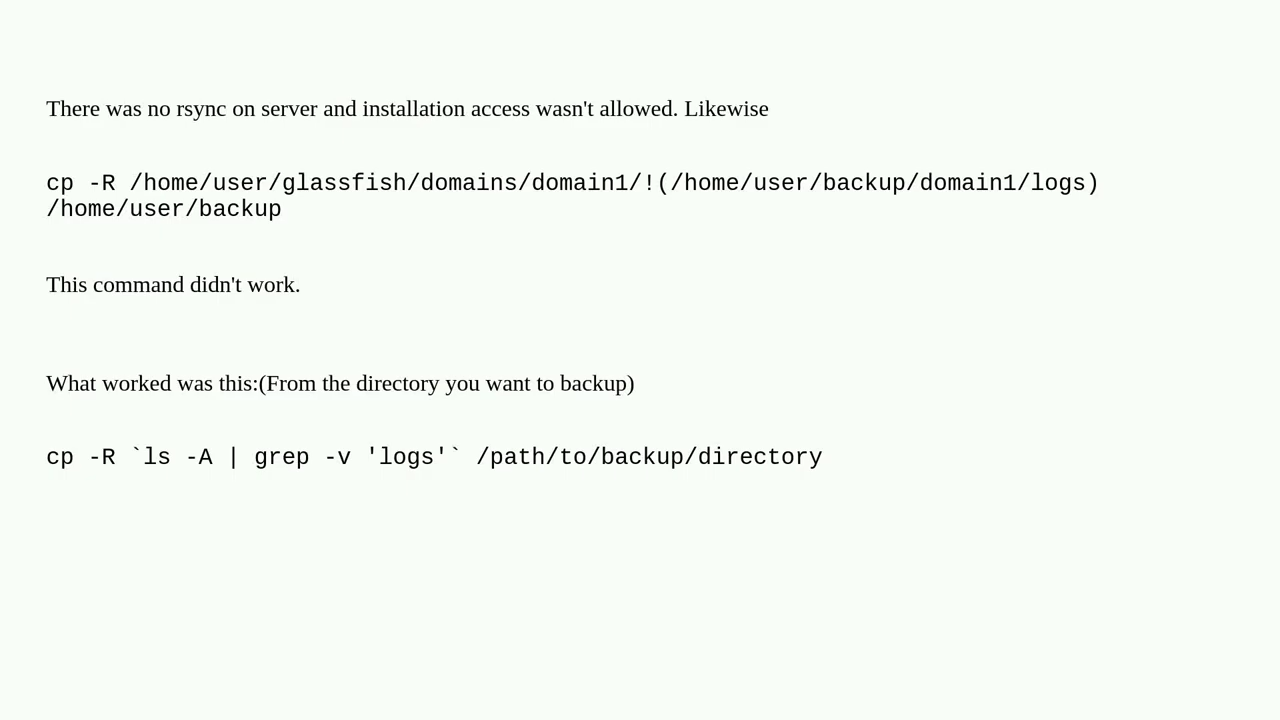 There was no rsync on server and installation access wasn't allowed. Likewise
cp -R /home/user/glassfish/domains/domain1/!(/home/user/backup/domain1/logs)
/home/user/backup
This command didn't work.
What worked was this:(From the directory you want to backup)
cp -R `ls -A | grep -v 'logs'` /path/to/backup/directory